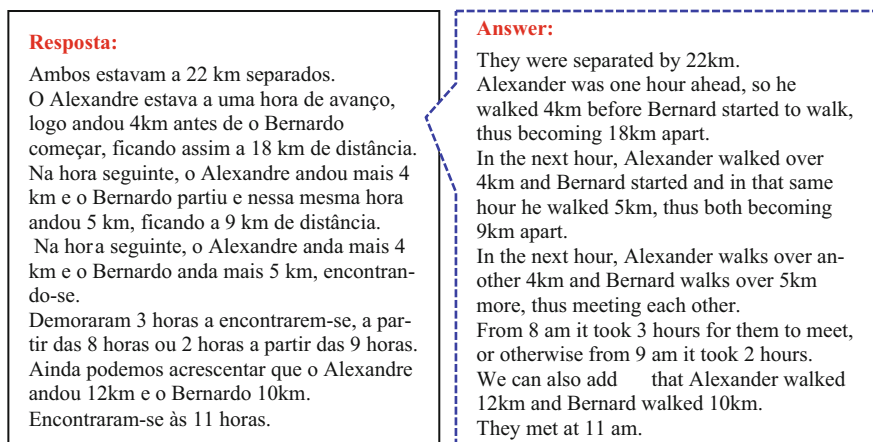 Resposta:
Ambos estavam a 22 km separados.
O Alexandre estava a uma hora de avanço,
logo andou 4km antes de o Bernardo
começar, ficando assim a 18 km de distância.
Na hora seguinte, o Alexandre andou mais 4
km e o Bernardo partiu e nessa mesma hora
andou 5 km, ficando a 9 km de distância.
Na hora seguinte, o Alexandre anda mais 4
km e o Bernardo anda mais 5 km, encontran-
do-se.
Demoraram 3 horas a encontrarem-se, a par-
tir das 8 horas ou 2 horas a partir das 9 horas.
Ainda podemos acrescentar que o Alexandre
andou 12km e o Bernardo 10km.
Encontraram-se às 11 horas.
Answer:
They were separated by 22km.
Alexander was one hour ahead, so he
walked 4km before Bernard started to walk,
thus becoming 18km apart.
In the next hour, Alexander walked over
4km and Bernard started and in that same
hour he walked 5km, thus both becoming
9km apart.
In the next hour, Alexander walks over an-
other 4km and Bernard walks over 5km
more, thus meeting each other.
From 8 am it took 3 hours for them to meet,
or otherwise from 9 am it took 2 hours.
We can also add that Alexander walked
12km and Bernard walked 10km.
They met at 11 am.